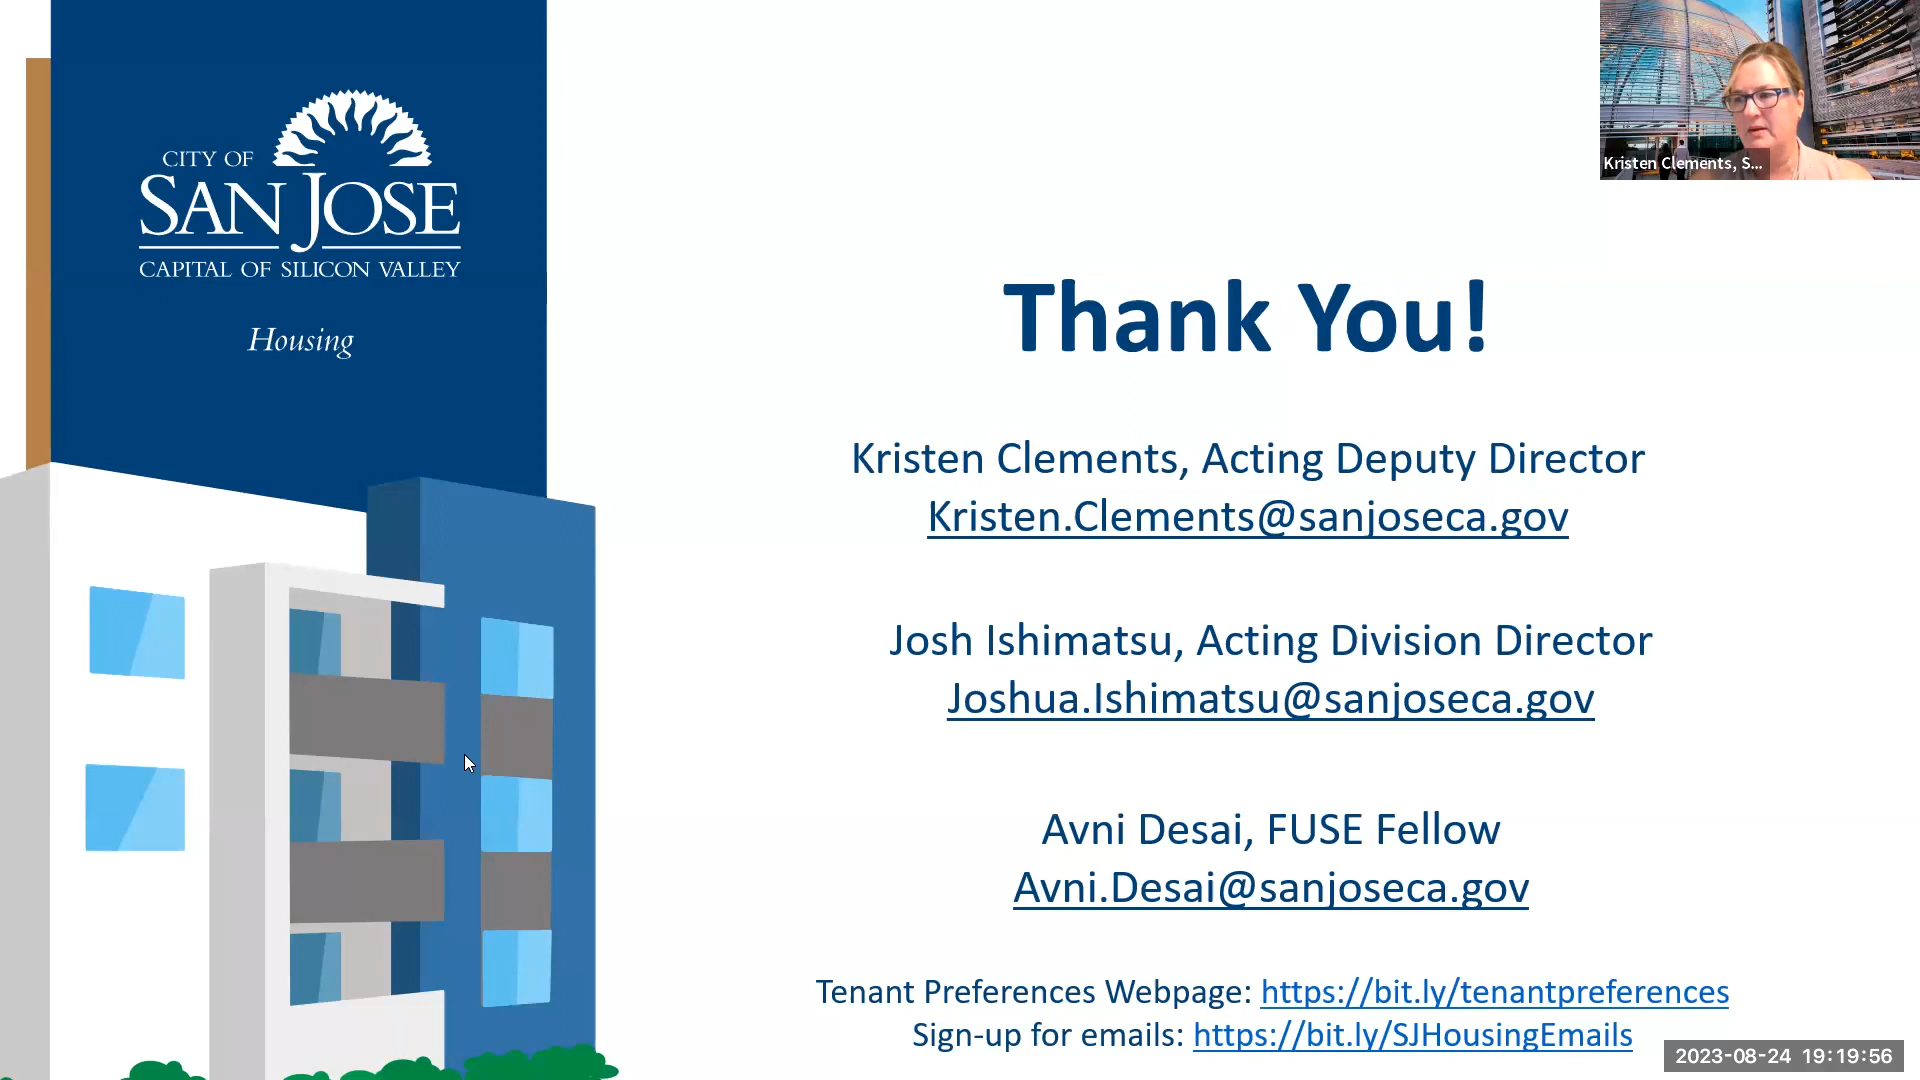 CITY OF
SAN JOSE
CAPITAL OF SILICON VALLEY
Housing
Kristen Clements, S...
Thank You!
Kristen Clements, Acting Deputy Director
Kristen.Clements@sanjoseca.gov
Josh Ishimatsu, Acting Division Director
Joshua.Ishimatsu@sanjoseca.gov
Avni Desai, FUSE Fellow
Avni.Desai@sanjoseca.gov
Tenant Preferences Webpage: https://bit.ly/tenantpreferences
Sign-up for emails: https://bit.ly/SJHousingEmails
2023-08-24 19:19:56